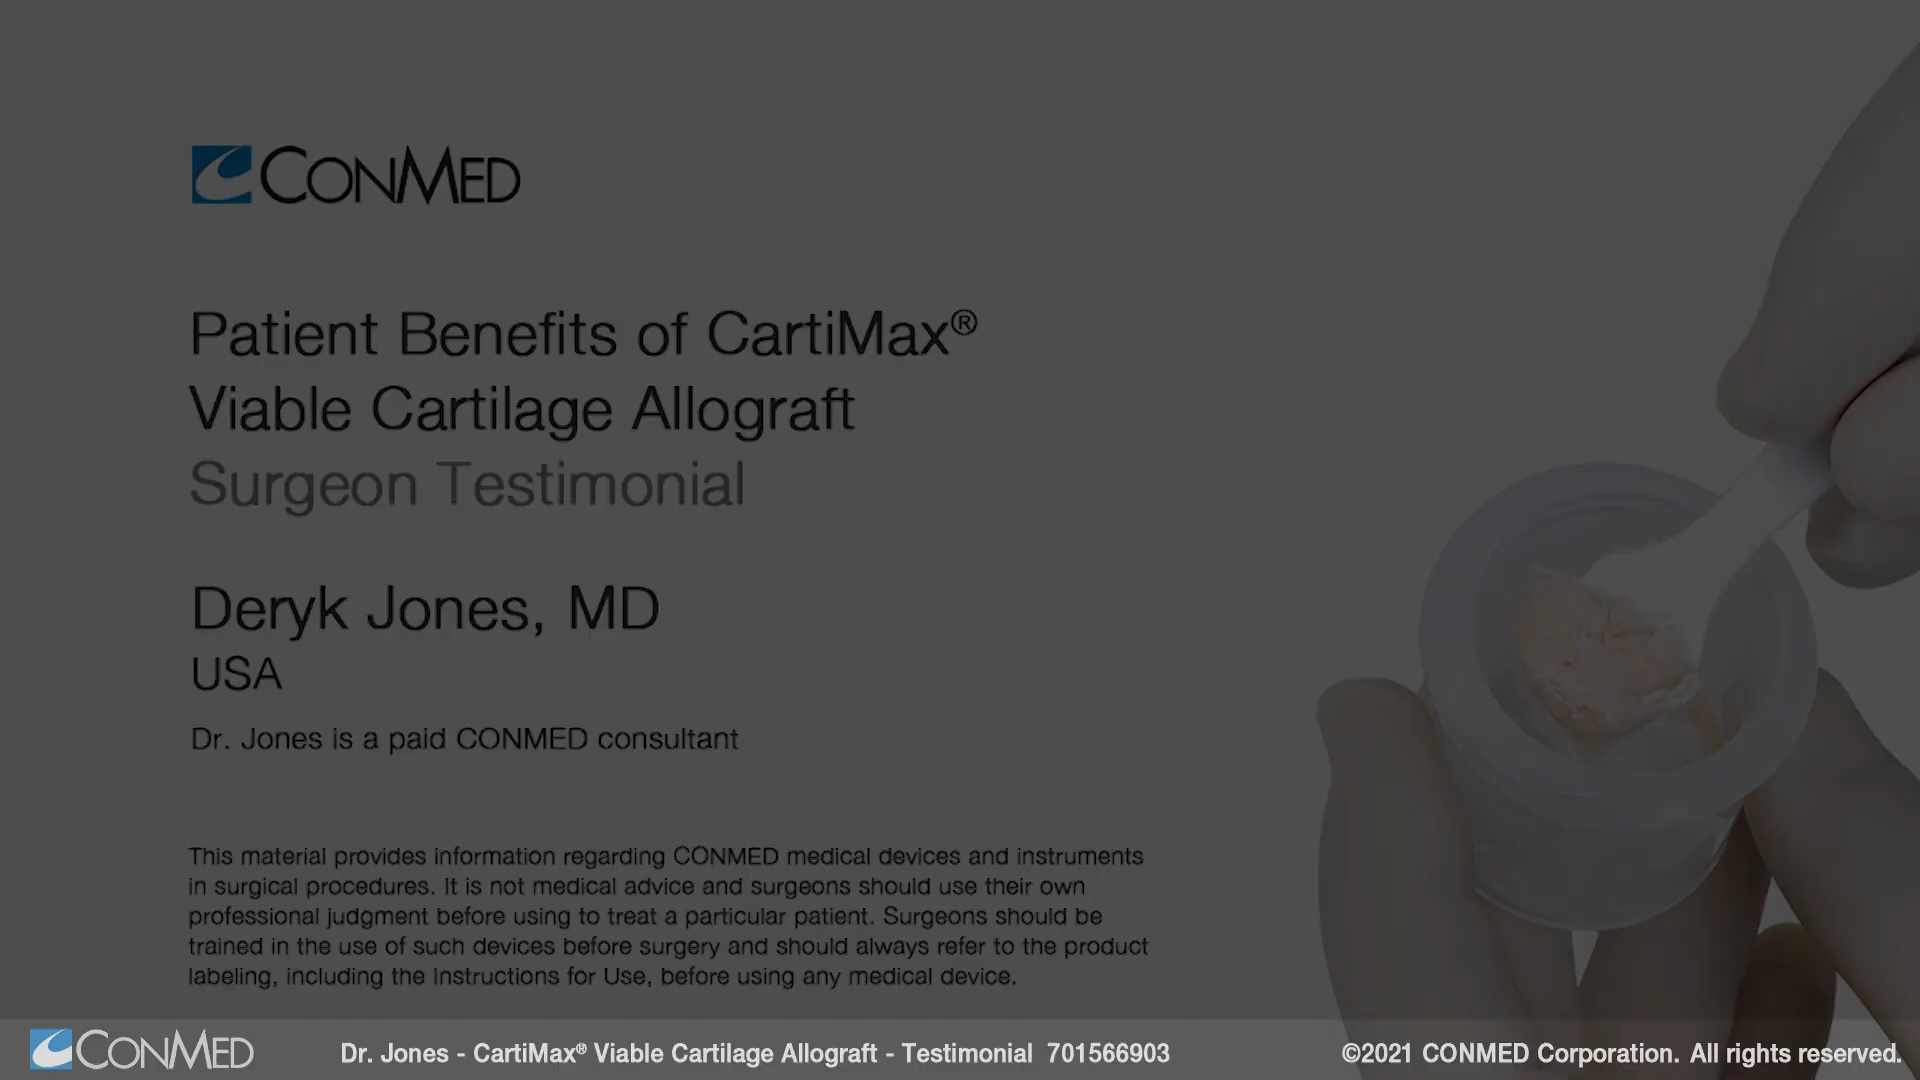 CONMED
Patient Benefits of CartiMax®
Viable Cartilage Allograft
Surgeon Testimonial
Deryk Jones, MD
USA
Dr. Jones is a paid CONMED consultant
This material provides information regarding CONMED medical devices and instruments
in surgical procedures. It is not medical advice and surgeons should use their own
professional judgment before using to treat a particular patient. Surgeons should be
trained in the use of such devices before surgery and should always refer to the product
labeling, including the Instructions for Use, before using any medical device.
CONMED Dr. Jones - CartiMax® Viable Cartilage Allograft - Testimonial 701566903 ©2021 CONMED Corporation. All rights reserved.